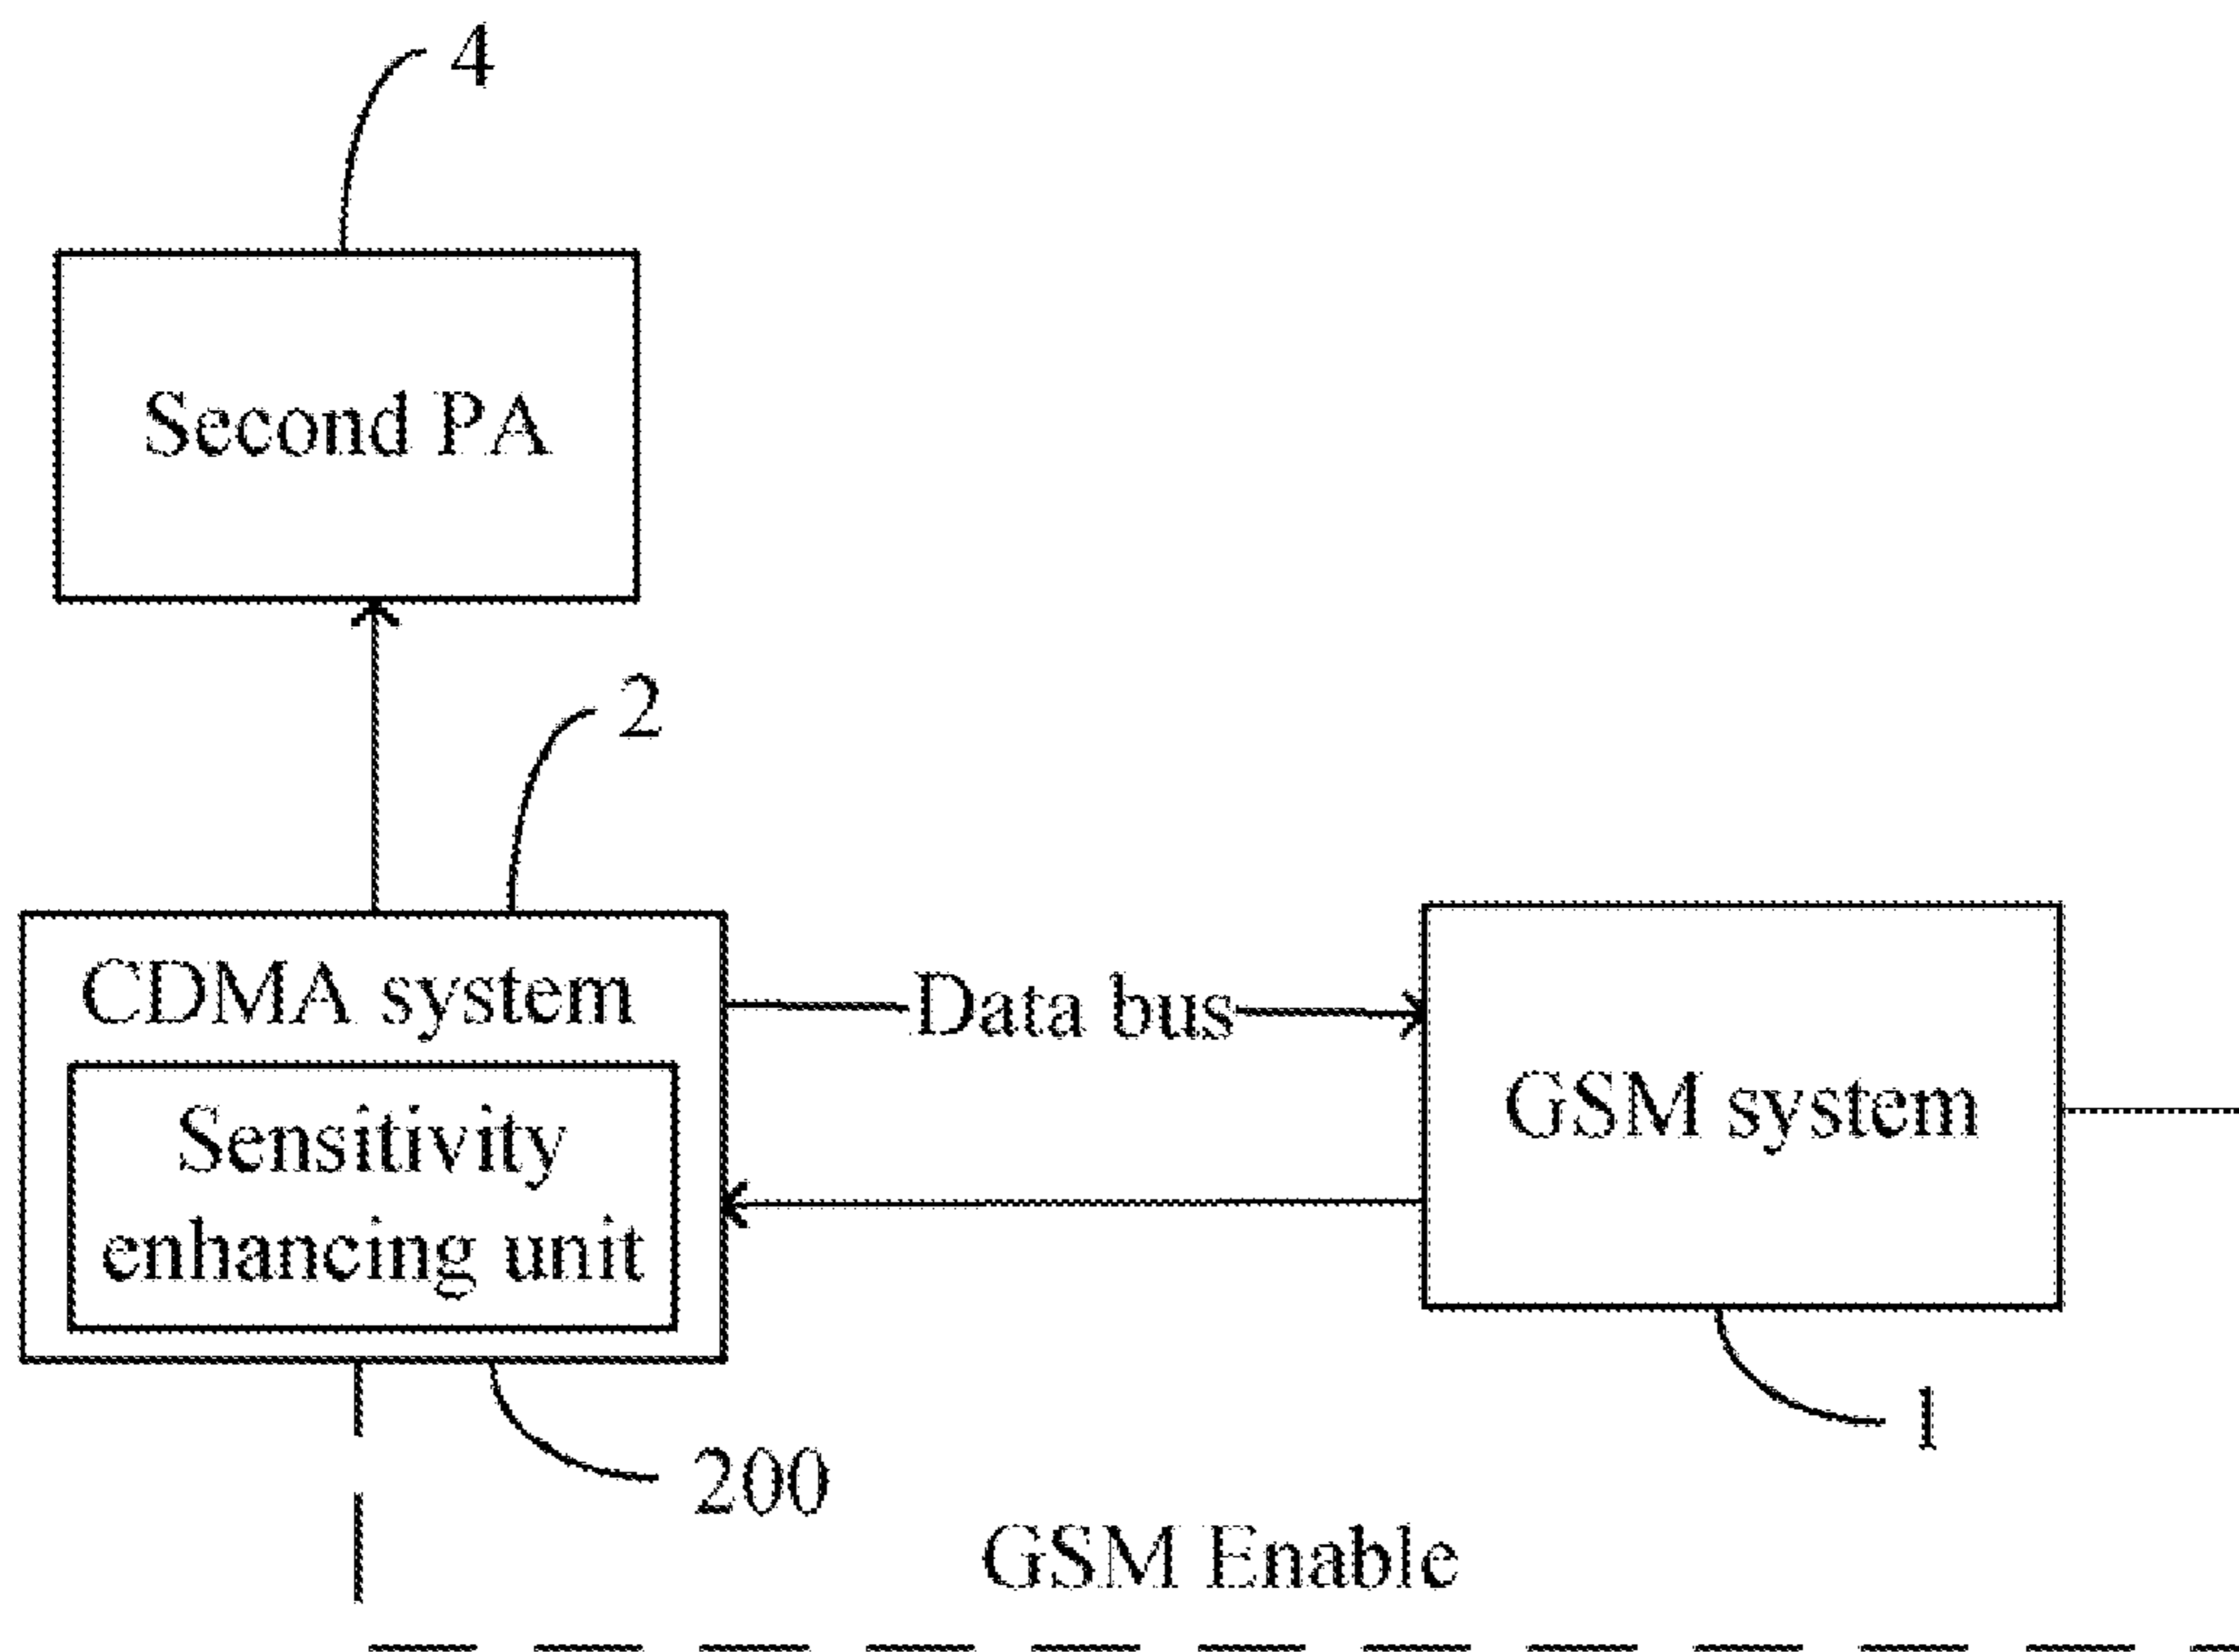 4
Second PA
2
CDMA system
Data bus
Sensitivity
enhancing unit
GSM system
1
200
GSM Enable